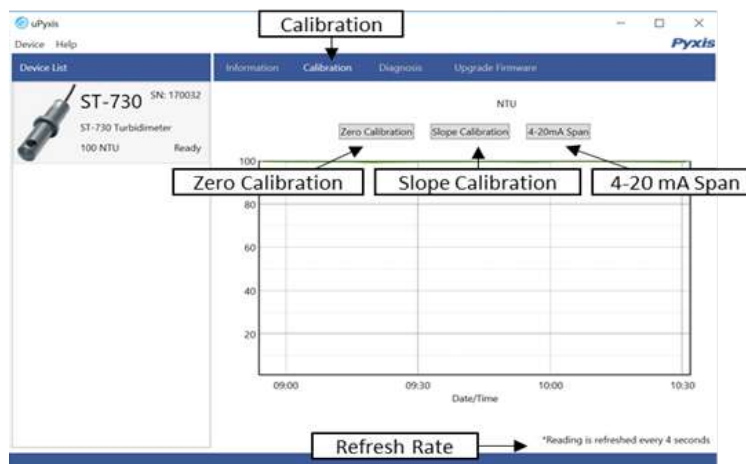 uPyxis
Calibration
Device Help
Pyxis
Device List
Information Calibration Diagnosis Upgrade Firmware
ST-730 SN: 170032
ST-730 Turbidimeter
100 NTU Ready
NTU
Zero Calibration Slope Calibration 4-20mA Span
100
Zero Calibration Slope Calibration 4-20 mA Span
80
60
40
20
09:00 09:30 10:00 10:30
Date/Time
*Reading is refreshed every 4 seconds
Refresh Rate